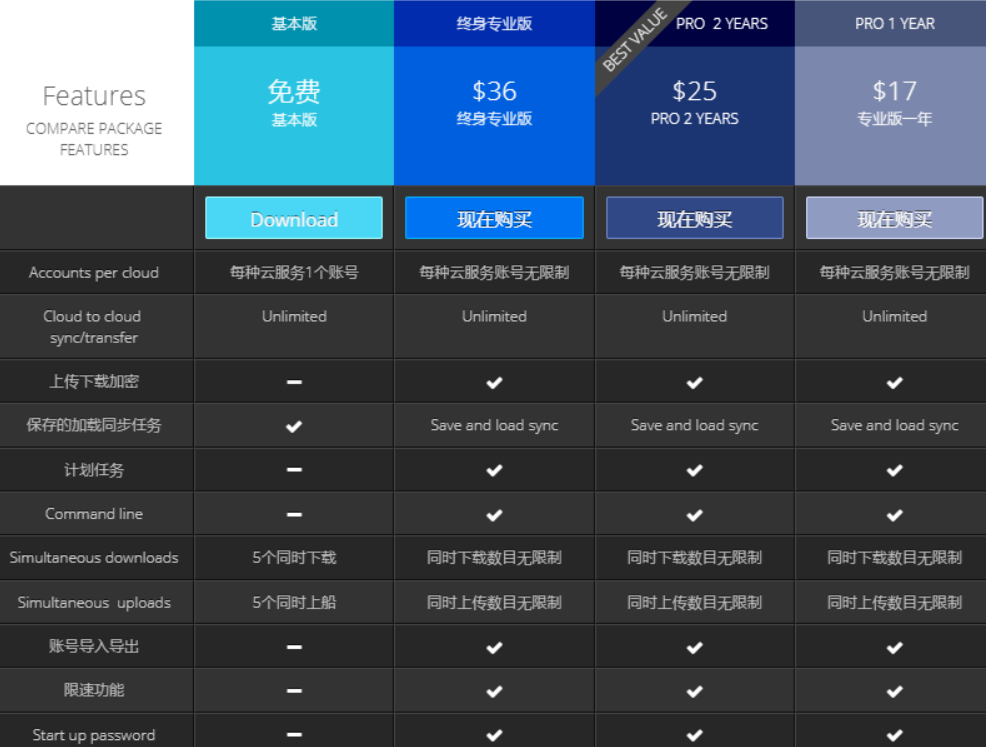 基本版
终身专业版
BEST VALUE
PRO 2 YEARS
PRO 1 YEAR
Features
COMPARE PACKAGE
FEATURES
免费
基本版
$36
终身专业版
$25
PRO 2 YEARS
$17
专业版一年
Download
现在购买
现在购买
现在购买
Accounts per cloud
每种云服务1个账号
每种云服务账号无限制
每种云服务账号无限制
每种云服务账号无限制
Cloud to cloud
sync/transfer
Unlimited
Unlimited
Unlimited
Unlimited
上传下载加密
保存的加载同步任务
Save and load sync
Save and load sync
Save and load sync
计划任务
Command line
Simultaneous downloads
5个同时下载
同时下载数目无限制
同时下载数目无限制
同时下载数目无限制
Simultaneous uploads
5个同时上船
同时上传数目无限制
同时上传数目无限制
同时上传数目无限制
账号导入导出
限速功能
Start up password